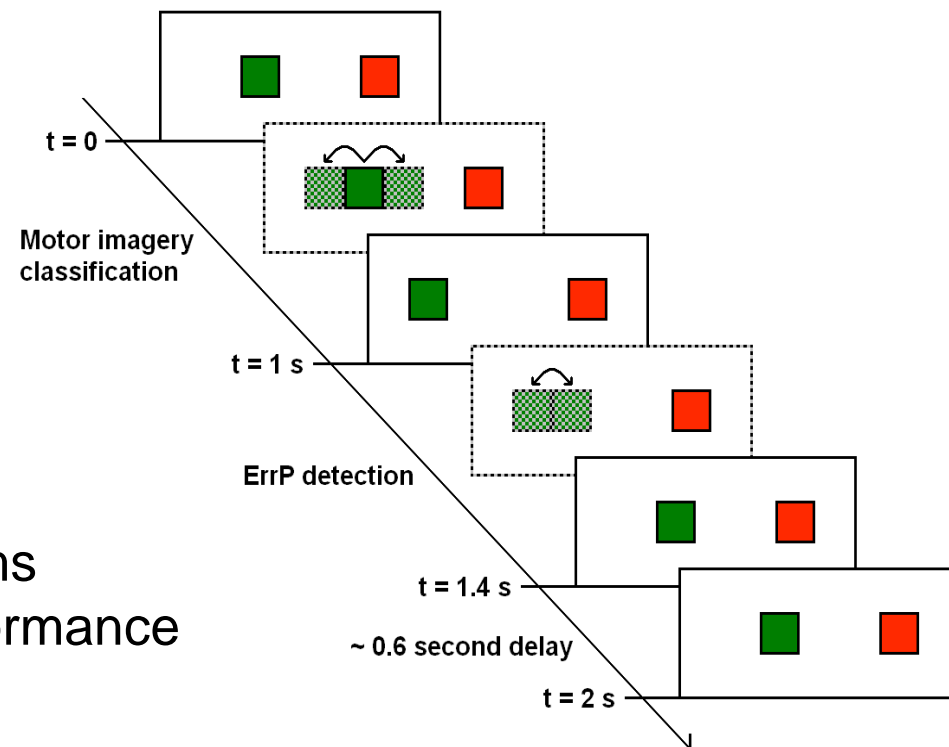 t = 0
Motor imagery
classification
t = 1 s
ErrP detection
t = 1.4 s
~ 0.6 second delay
t = 2 s